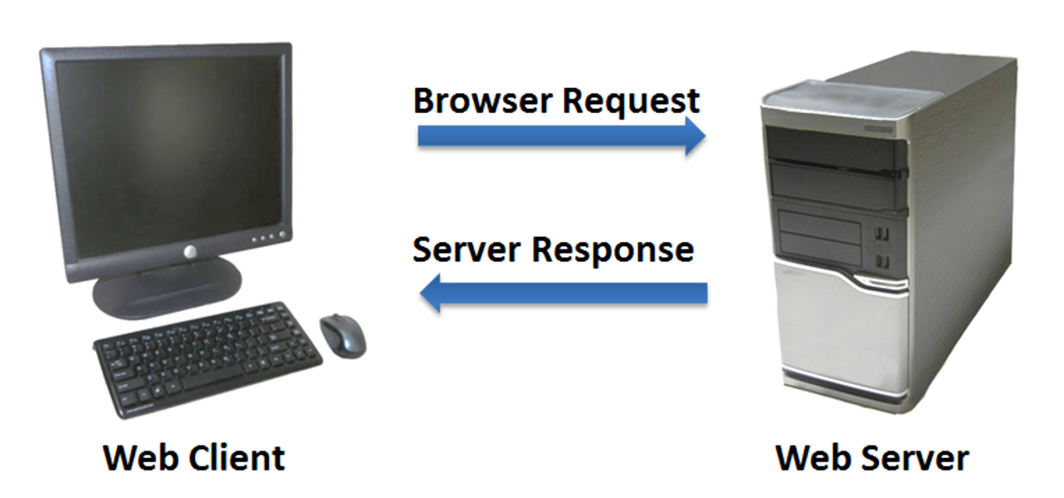 Browser Request
Server Response
Web Client
Web Server